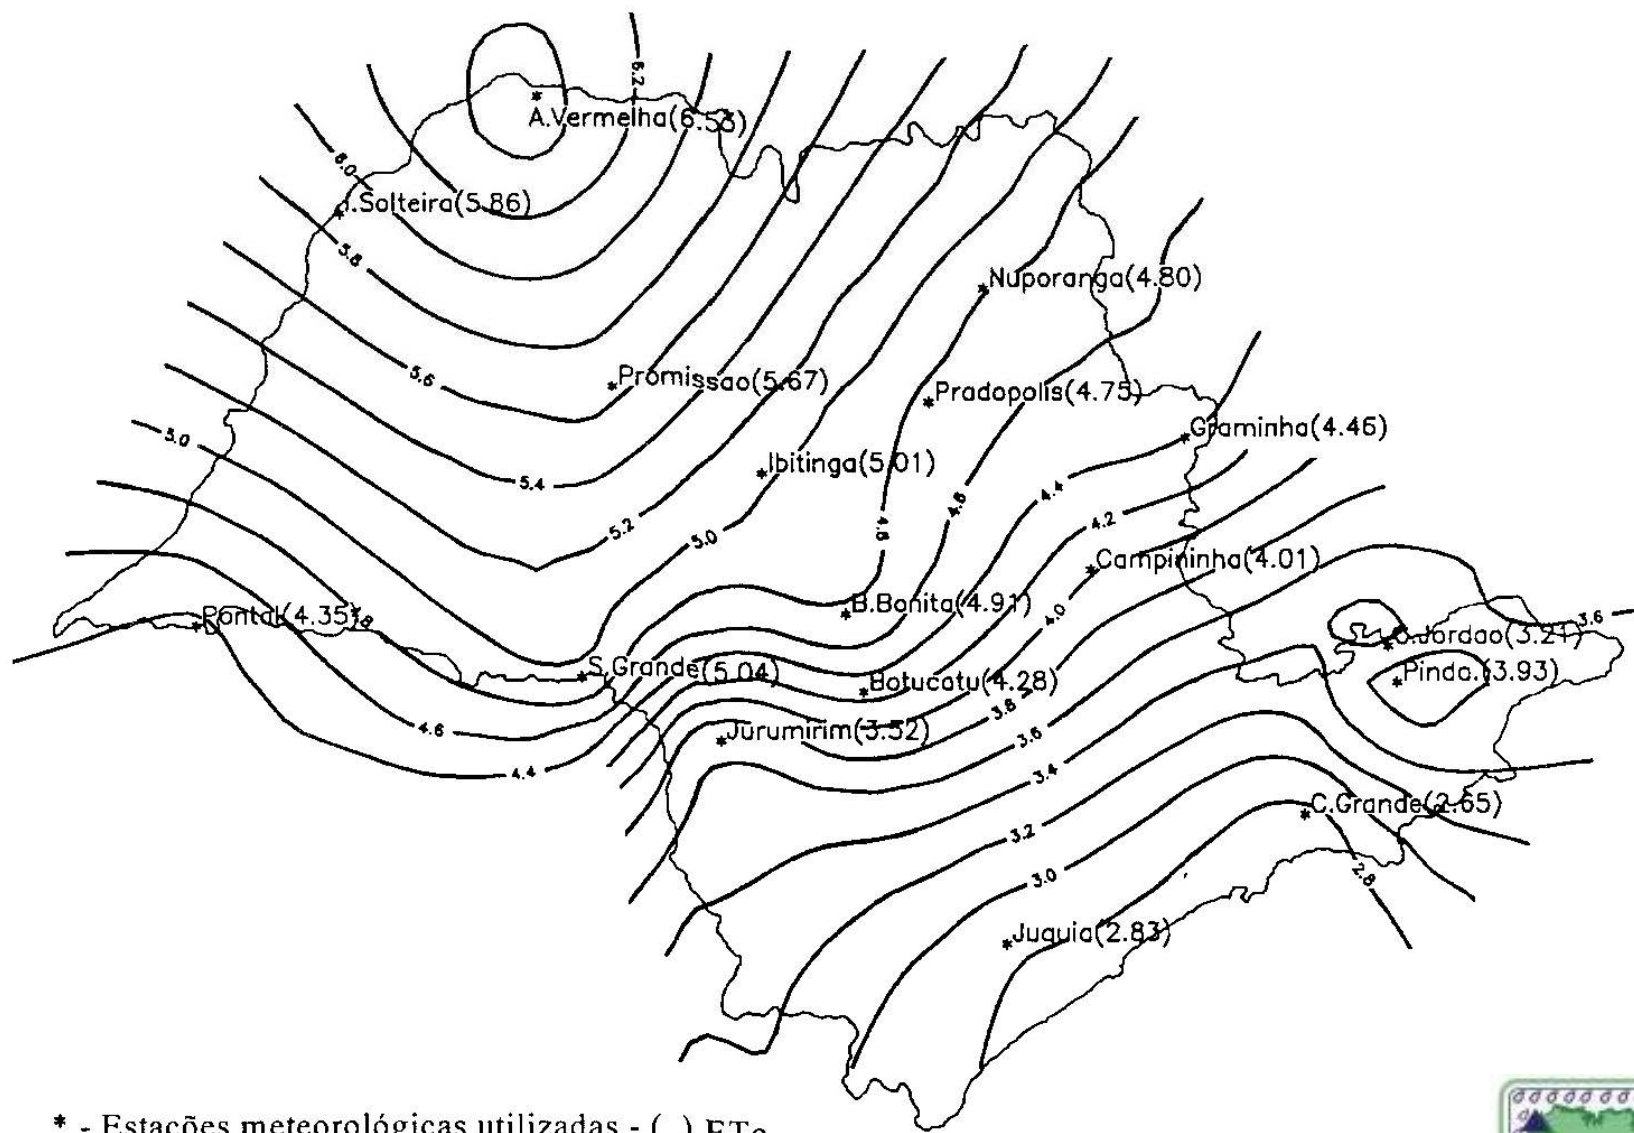 6.2
A.Vermelha(6.53)
6.0
I.Solteira(5.86)
5.8
Nuporanga(4.80)
5.6
Promissao(5.67)
Pradopolis(4.75)
Graminha(4.46)
5.0
Ibitinga(5.01)
5.4
4.4
4.6
4.2
5.2
4.8
5.0
Campininha(4.01)
B.Bonita(4.91)
4.0
Pontal(4.35)
4.8
3.6
C.Jordao(3.21)
S.Grande(5.04)
Pinda.(3.93)
Botucatu(4.28)
3.8
4.6
Jurumirim(3.52)
3.6
4.4
3.4
C.Grande(2.65)
3.2
3.0
2.8
Juquia(2.83)
* - Estações meteorológicas utilizadas - ( ) ETo